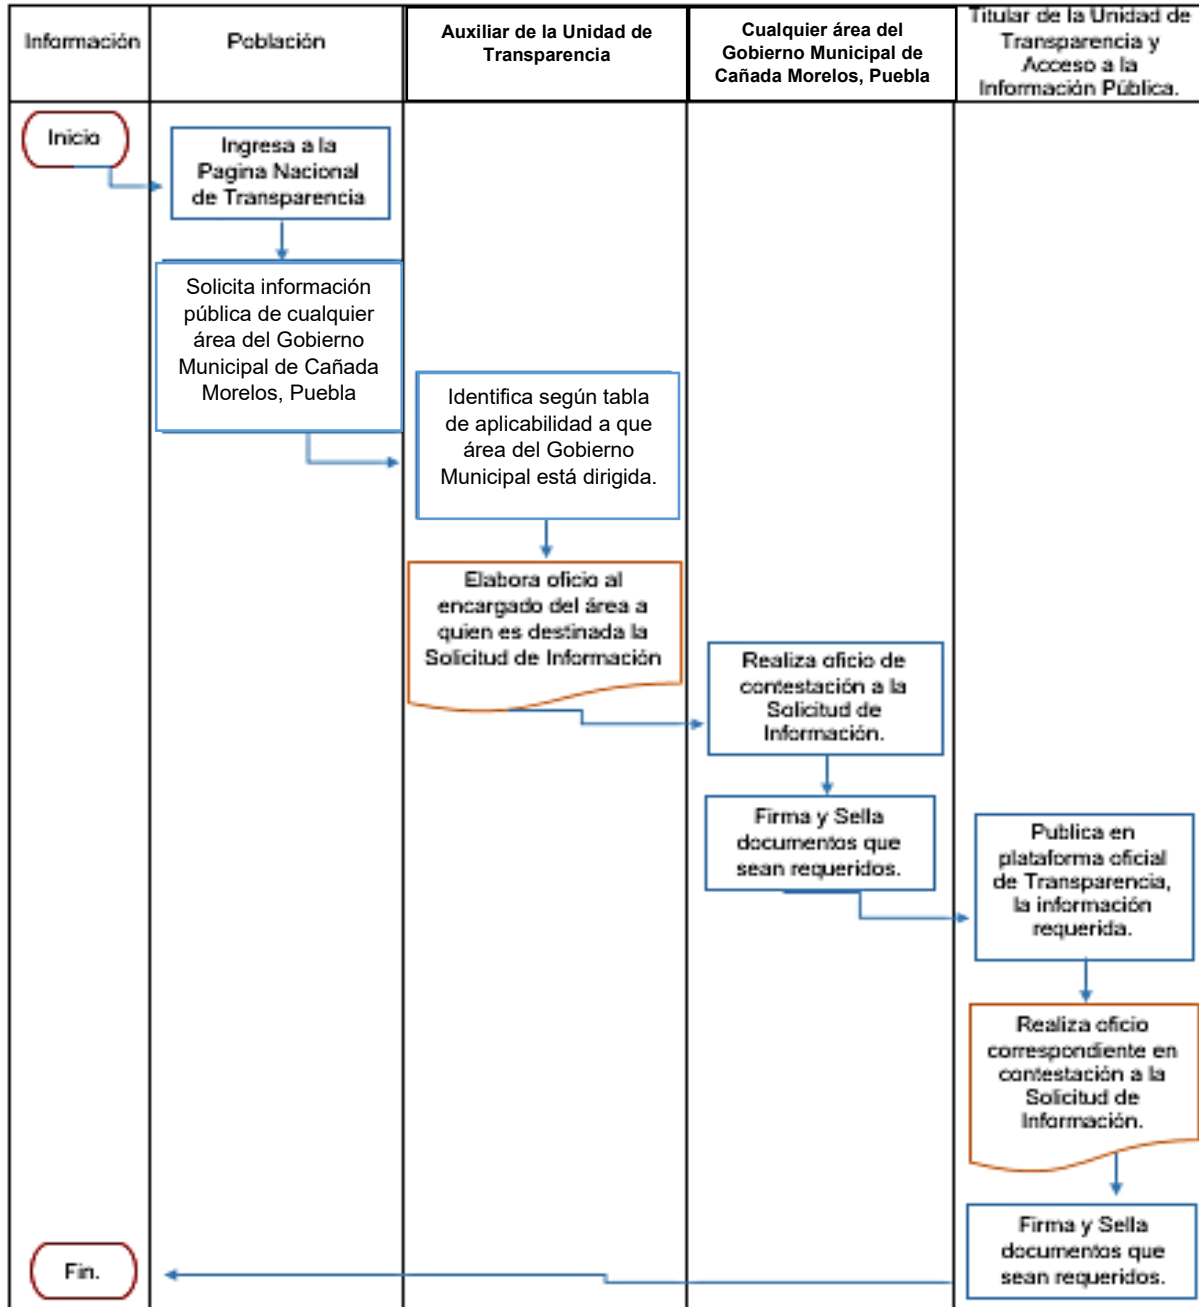 Información
Población
Auxiliar de la Unidad de
Transparencia
Cualquier área del
Gobierno Municipal de
Cañada Morelos, Puebla
Titular de la Unidad de
Transparencia y
Acceso a la
Información Pública.
Inicio
Ingresa a la
Pagina Nacional
de Transparencia
Solicita información
pública de cualquier
área del Gobierno
Municipal de Cañada
Morelos, Puebla
Identifica según tabla
de aplicabilidad a que
área del Gobierno
Municipal está dirigida.
Elabora oficio al
encargado del área a
quien es destinada la
Solicitud de Información
Realiza oficio de
contestación a la
Solicitud de
Información.
Firma y Sella
documentos que
sean requeridos.
Publica en
plataforma oficial
de Transparencia,
la información
requerida.
Realiza oficio
correspondiente en
contestación a la
Solicitud de
Información.
Firma y Sella
documentos que
sean requeridos.
Fin.